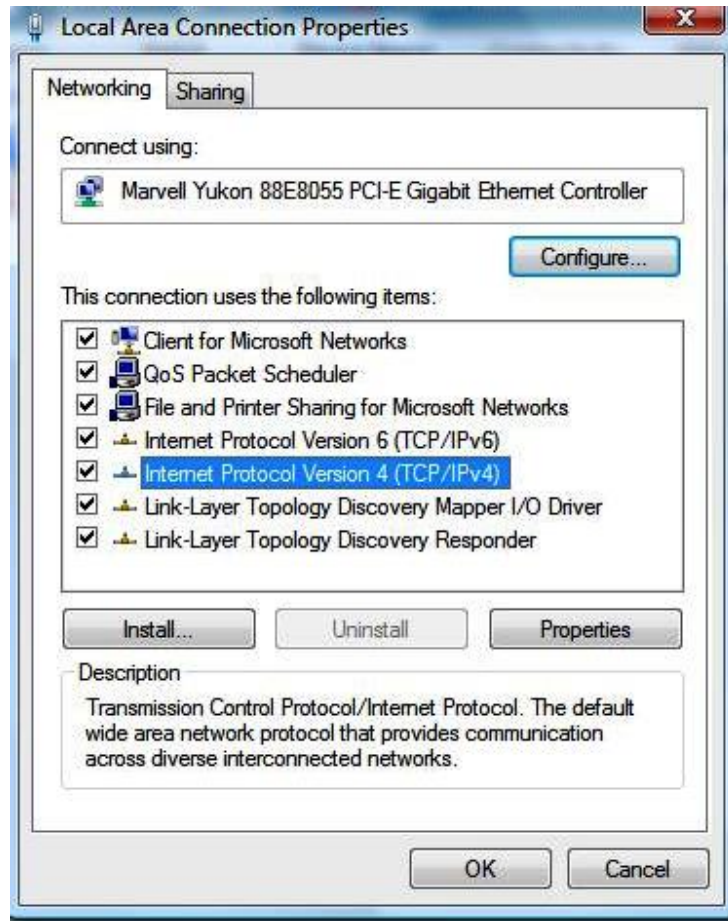 Local Area Connection Properties
Networking
Sharing
Connect using:
Marvell Yukon 88E8055 PCI-E Gigabit Ethernet Controller
Configure...
This connection uses the following items:
Client for Microsoft Networks
QoS Packet Scheduler
File and Printer Sharing for Microsoft Networks
Internet Protocol Version 6 (TCP/IPv6)
Internet Protocol Version 4 (TCP/IPv4)
Link-Layer Topology Discovery Mapper I/O Driver
Link-Layer Topology Discovery Responder
Install...
Uninstall
Properties
Description
Transmission Control Protocol/Internet Protocol. The default
wide area network protocol that provides communication
across diverse interconnected networks.
OK
Cancel